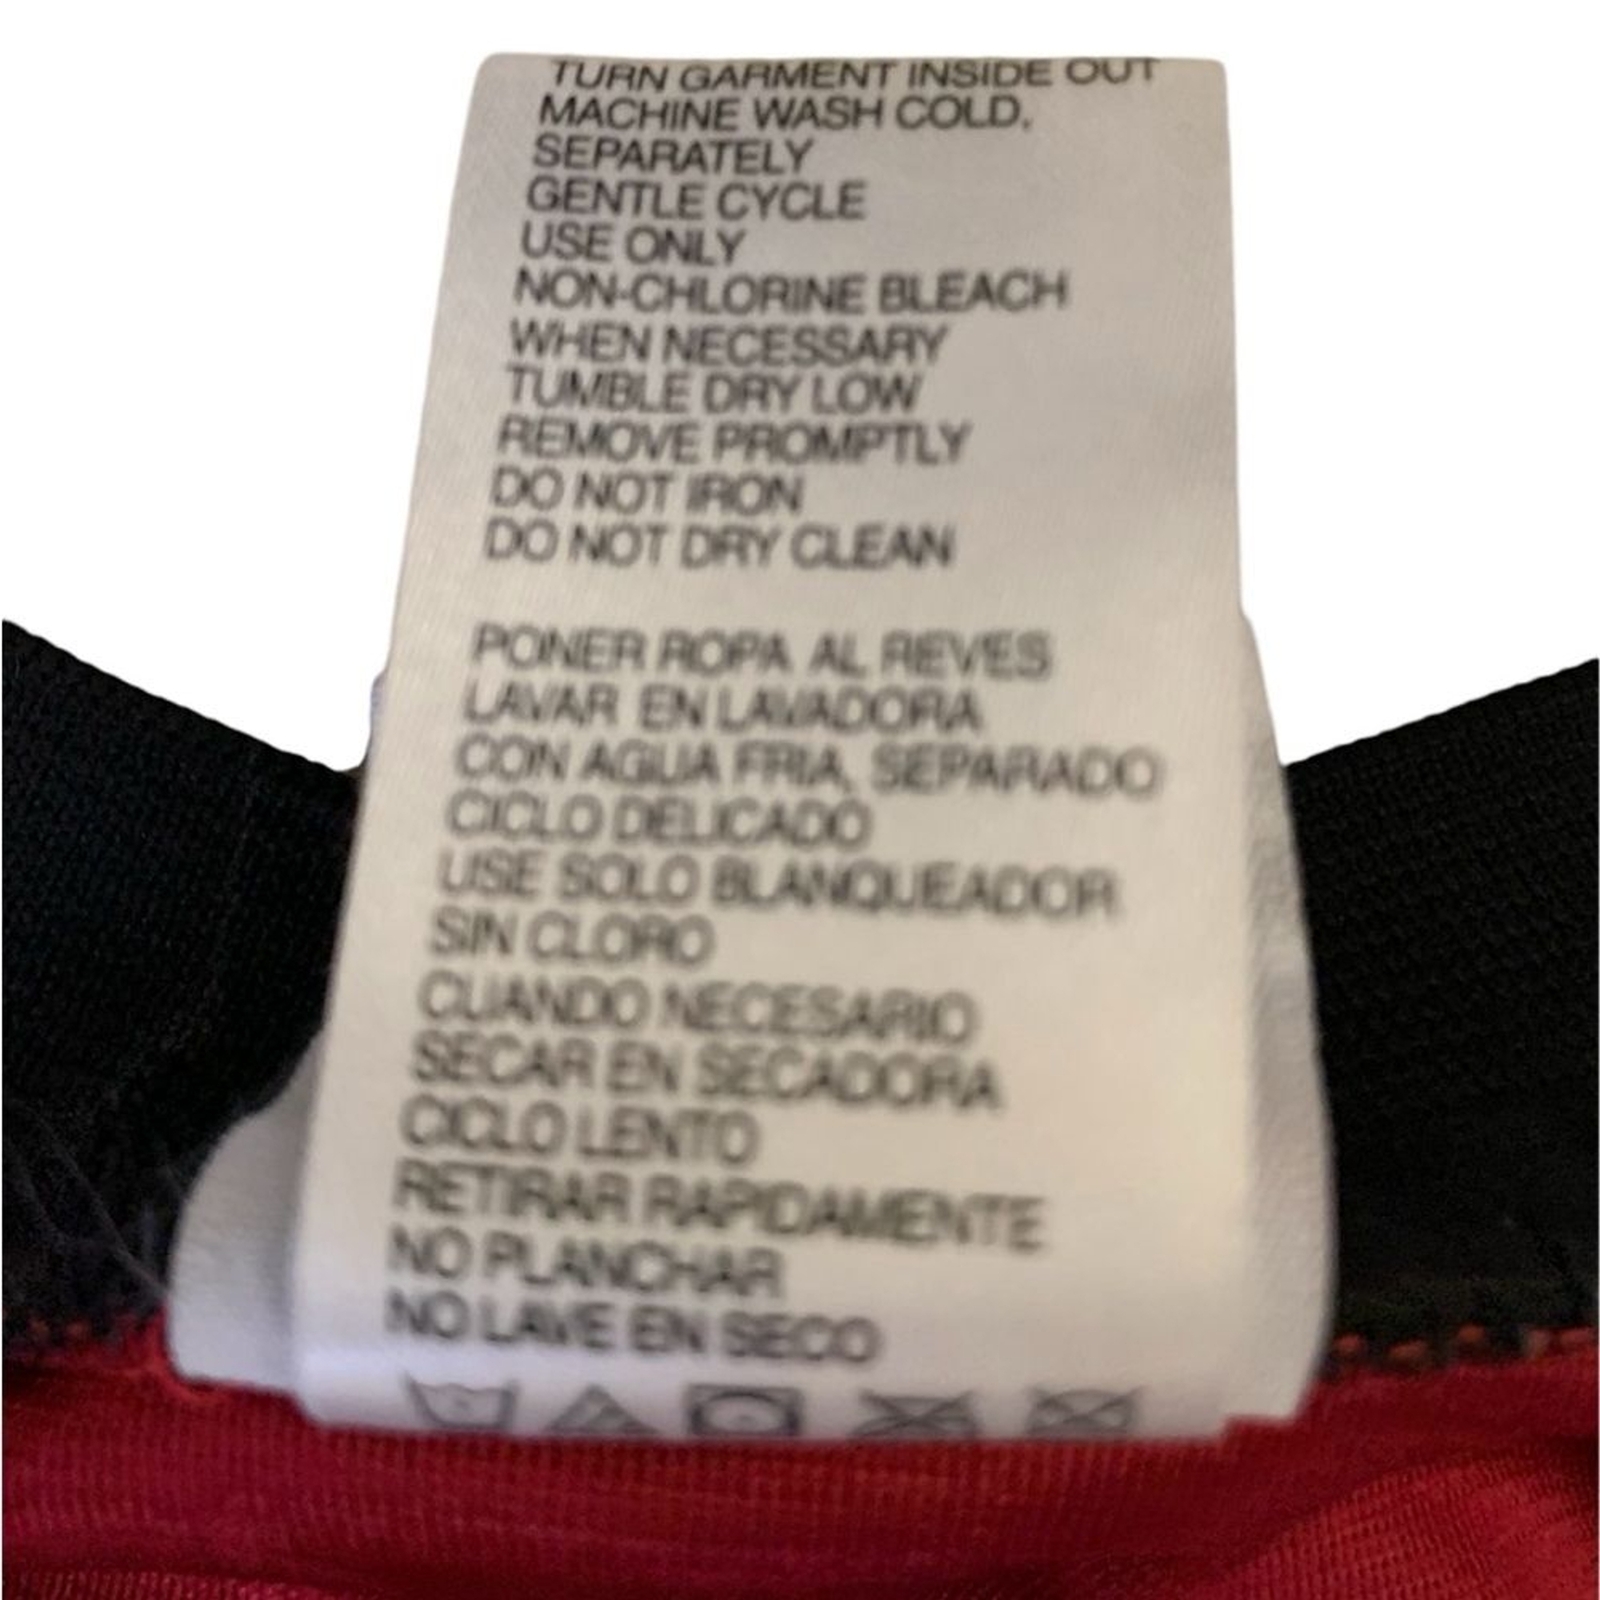 TURN GARMENT INSIDE OUT
MACHINE WASH COLD,
SEPARATELY
GENTLE CYCLE
USE ONLY
NON-CHLORINE BLEACH
WHEN NECESSARY
TUMBLE DRY LOW
REMOVE PROMPTLY
DO NOT IRON
DO NOT DRY CLEAN
PONER ROPA AL REVES
LAVAR EN LAVADORA
CON AGUA FRIA, SEPARADO
CICLO DELICADO
USE SOLO BLANQUEADOR
SIN CLORO
CUANDO NECESARIO
SECAR EN SECADORA
CICLO LENTO
RETIRAR RAPIDAMENTE
NO PLANCHAR
NO LAVE EN SECO